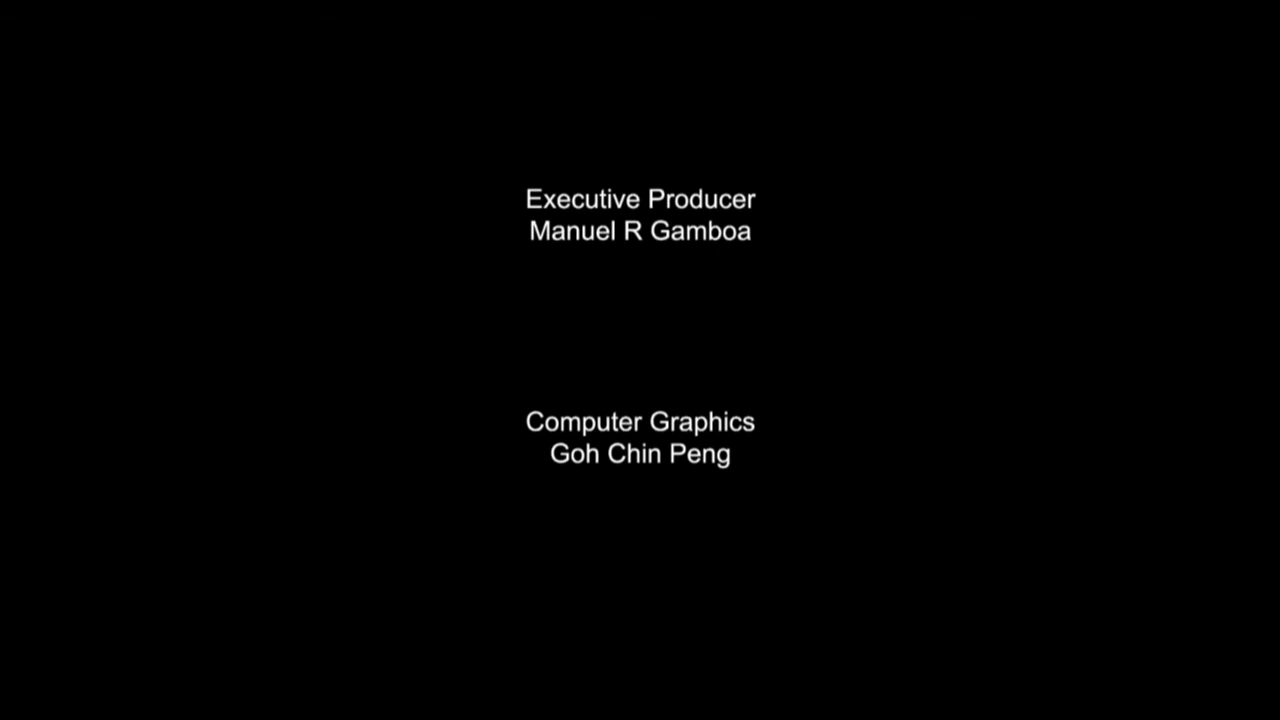 Executive Producer
Manuel R Gamboa
Computer Graphics
Goh Chin Peng